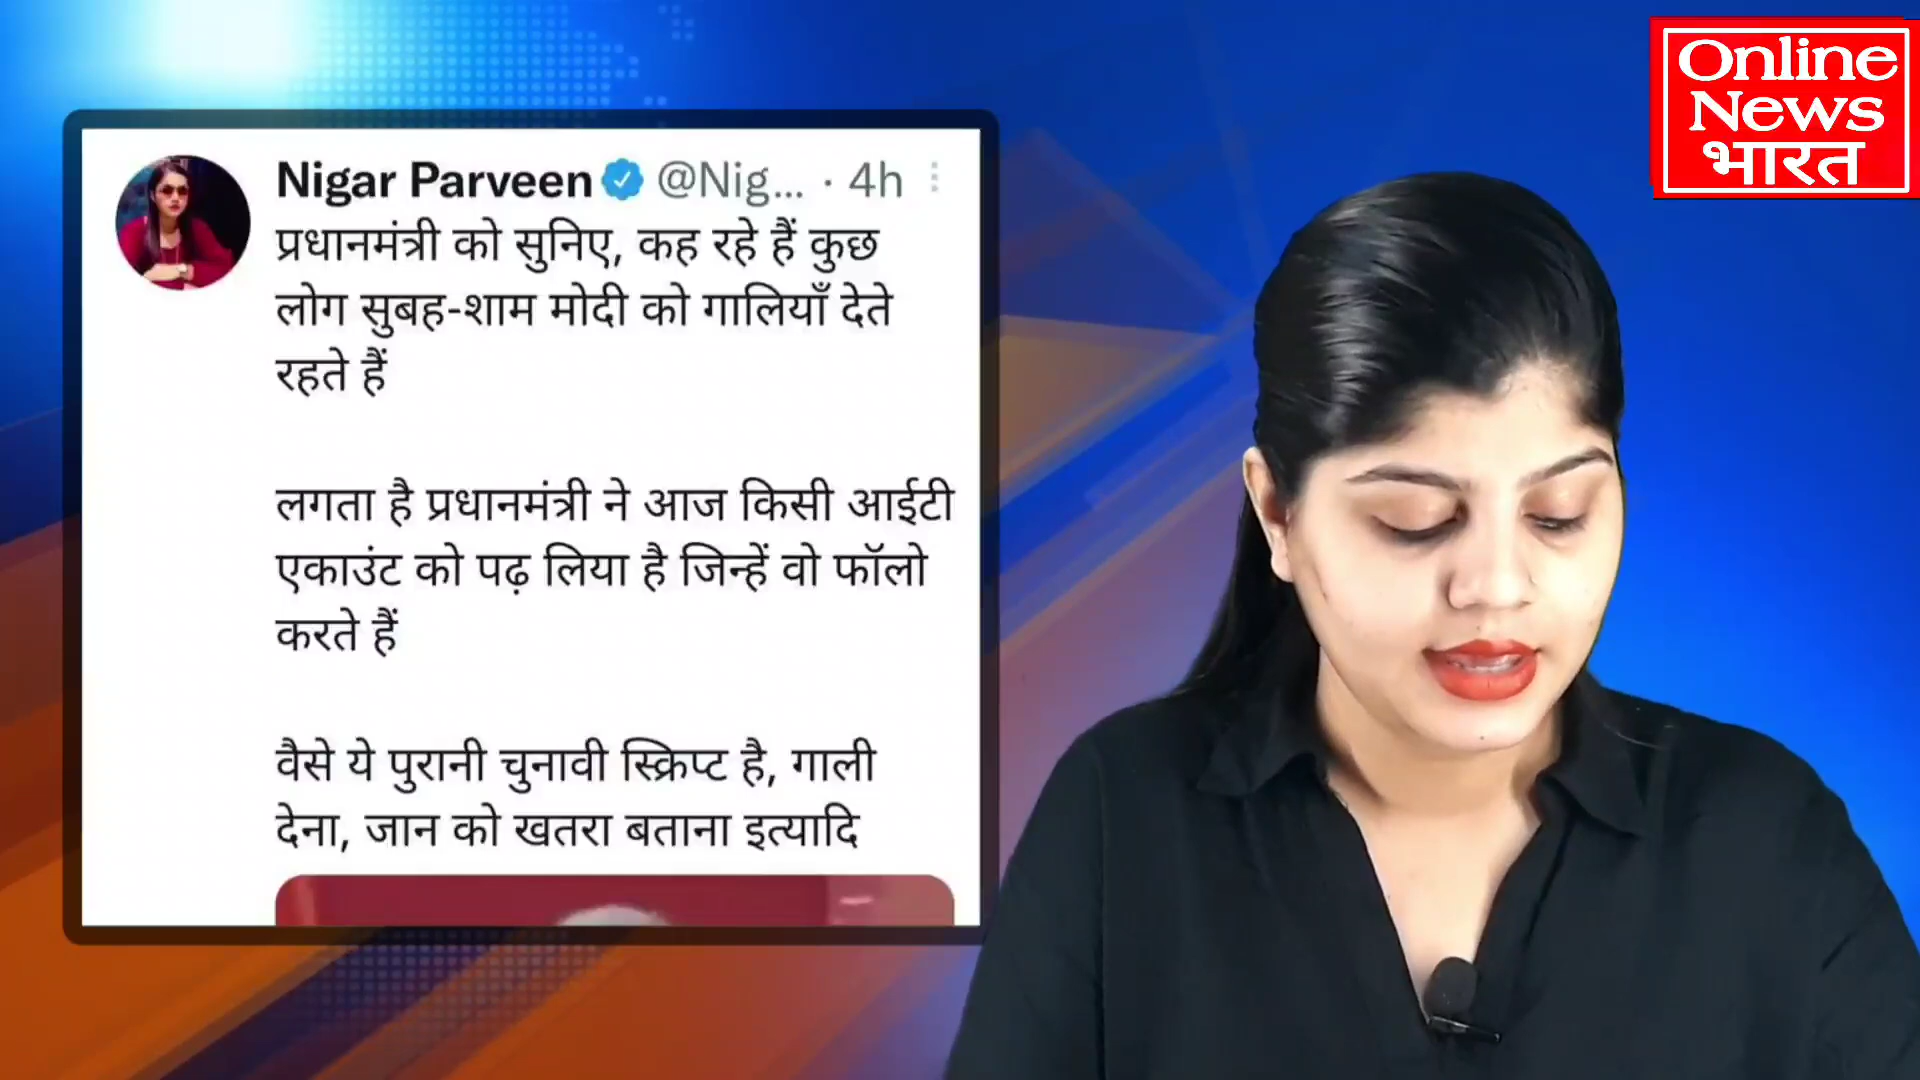 Nigar Parveen @Nig... · 4h
प्रधानमंत्री को सुनिए, कह रहे हैं कुछ
लोग सुबह-शाम मोदी को गालियाँ देते
रहते हैं
लगता है प्रधानमंत्री ने आज किसी आईटी
एकाउंट को पढ़ लिया है जिन्हें वो फॉलो
करते हैं
वैसे ये पुरानी चुनावी स्क्रिप्ट है, गाली
देना, जान को खतरा बताना इत्यादि
Online
News
भारत